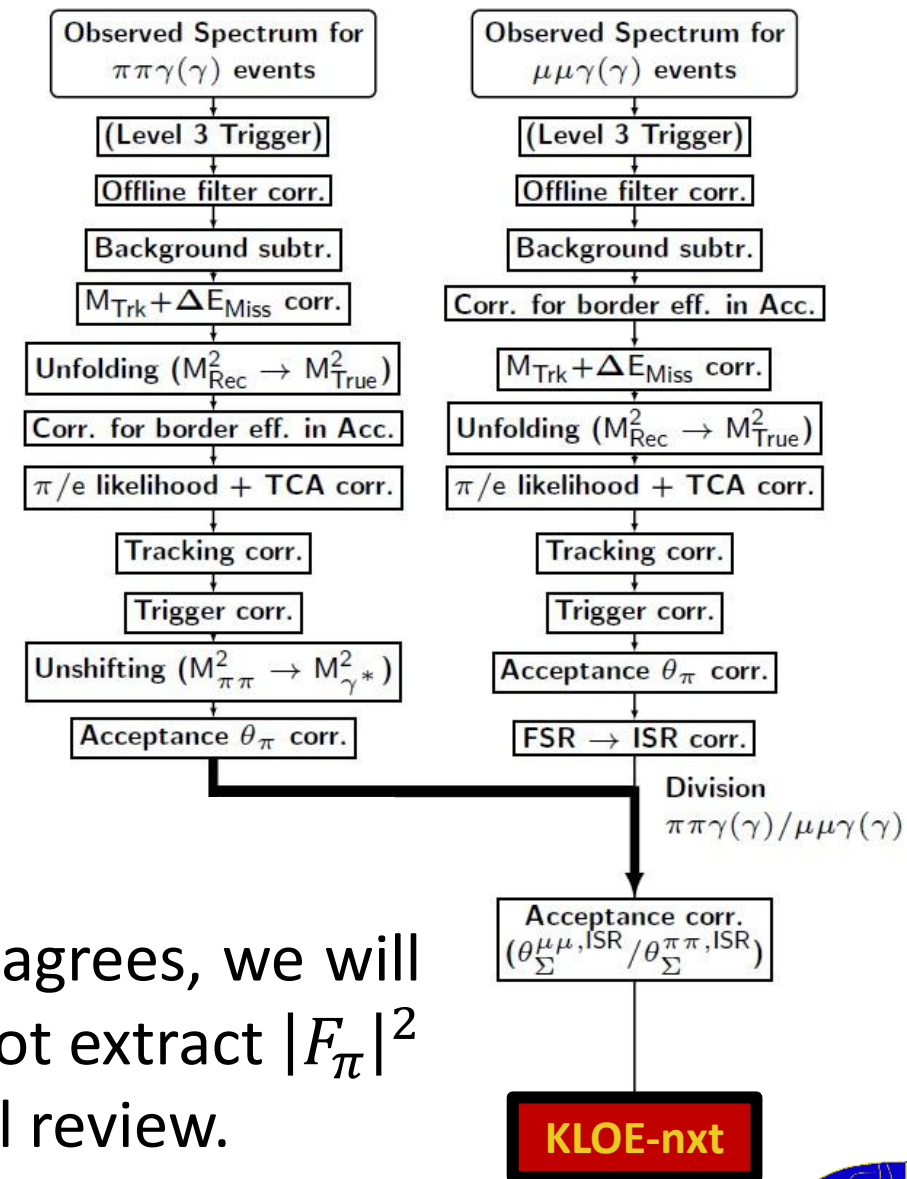 Observed Spectrum for
ππγ(γ) events
(Level 3 Trigger)
Offline filter corr.
Background subtr.
M_Trk+ΔE_Miss corr.
Unfolding (M²_Rec → M²_True)
Corr. for border eff. in Acc.
π/e likelihood + TCA corr.
Tracking corr.
Trigger corr.
Unshifting (M²_ππ → M²_γ*)
Acceptance θ_π corr.
Observed Spectrum for
μμγ(γ) events
(Level 3 Trigger)
Offline filter corr.
Background subtr.
Corr. for border eff. in Acc.
M_Trk+ΔE_Miss corr.
Unfolding (M²_Rec → M²_True)
π/e likelihood + TCA corr.
Tracking corr.
Trigger corr.
Acceptance θ_π corr.
FSR → ISR corr.
Division
ππγ(γ)/μμγ(γ)
Acceptance corr.
(θ_Σ^μμ,ISR/θ_Σ^ππ,ISR)
agrees, we will
ot extract |F_π|²
l review.
KLOE-nxt